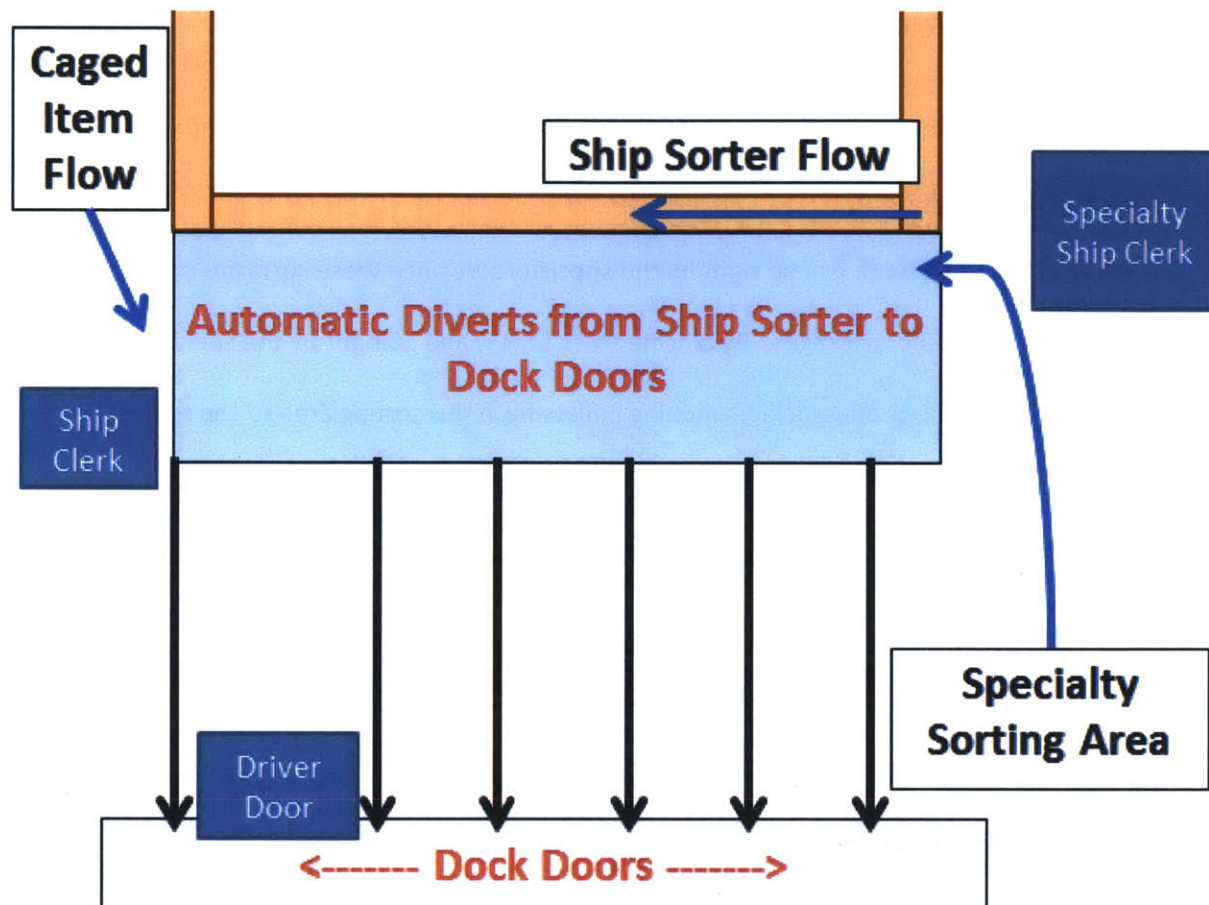 Caged
Item
Flow
Ship Sorter Flow
Specialty
Ship Clerk
Automatic Diverts from Ship Sorter to
Dock Doors
Ship
Clerk
Specialty
Sorting Area
Driver
Door
<------- Dock Doors ------->